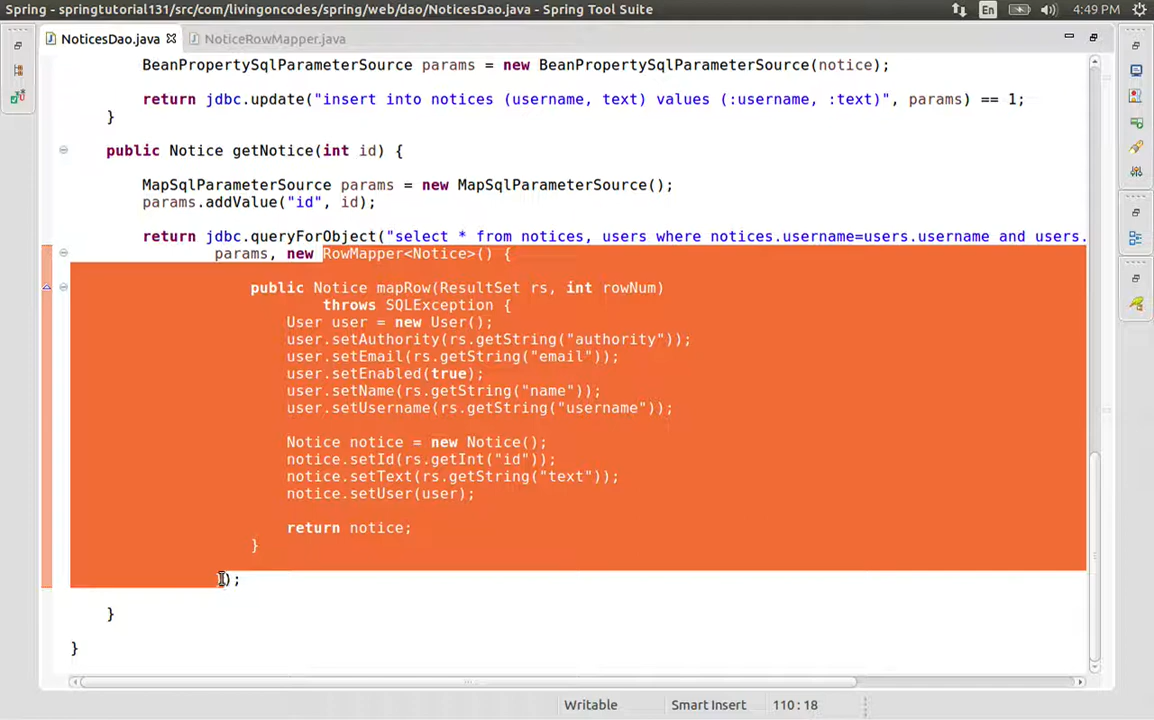 Spring - springtutorial131/src/com/livingoncodes/spring/web/dao/NoticesDao.java - Spring Tool Suite
En
4:49 PM
NoticesDao.java
NoticeRowMapper.java
BeanPropertySqlParameterSource params = new BeanPropertySqlParameterSource(notice);
return jdbc.update("insert into notices (username, text) values (:username, :text)", params) == 1;
}
public Notice getNotice(int id) {
MapSqlParameterSource params = new MapSqlParameterSource();
params.addValue("id", id);
return jdbc.queryForObject("select * from notices, users where notices.username=users.username and users.
params, new RowMapper<Notice>() {
public Notice mapRow(ResultSet rs, int rowNum)
throws SQLException {
User user = new User();
user.setAuthority(rs.getString("authority"));
user.setEmail(rs.getString("email"));
user.setEnabled(true);
user.setName(rs.getString("name"));
user.setUsername(rs.getString("username"));
Notice notice = new Notice();
notice.setId(rs.getInt("id"));
notice.setText(rs.getString("text"));
notice.setUser(user);
return notice;
}
);
}
}
Writable
Smart Insert
110 : 18